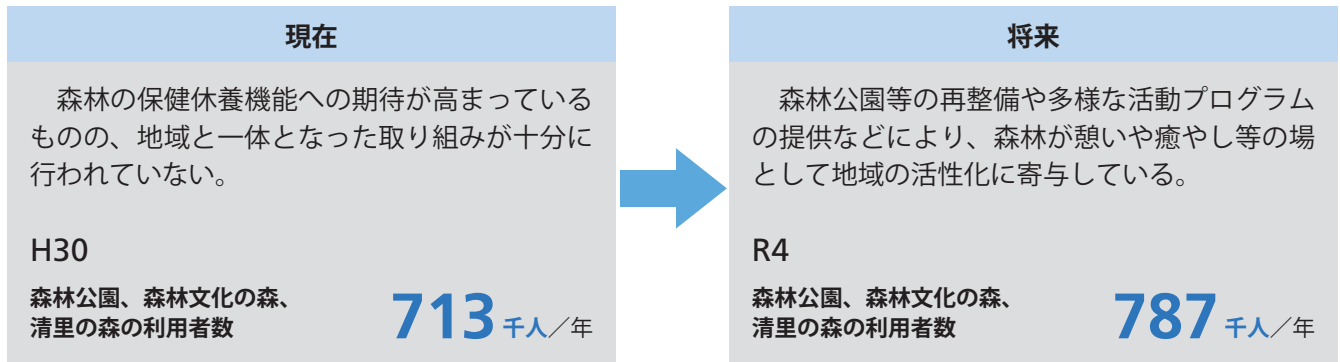 現在
森林の保健休養機能への期待が高まっている
ものの、地域と一体となった取り組みが十分に
行われていない。
H30
森林公園、森林文化の森、
清里の森の利用者数
713千人／年
将来
森林公園等の再整備や多様な活動プログラム
の提供などにより、森林が憩いや癒やし等の場
として地域の活性化に寄与している。
R4
森林公園、森林文化の森、
清里の森の利用者数
787千人／年